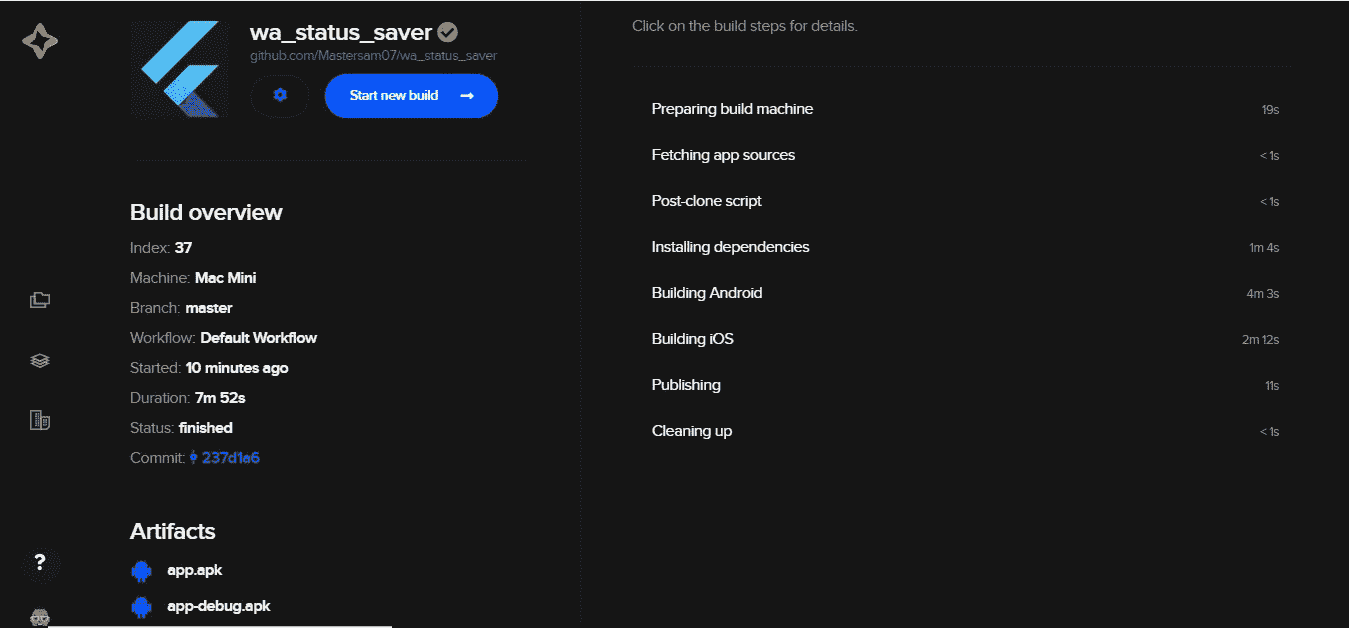 wa_status_saver
github.com/Mastersam07/wa_status_saver
Start new build
Build overview
Index: 37
Machine: Mac Mini
Branch: master
Workflow: Default Workflow
Started: 10 minutes ago
Duration: 7m 52s
Status: finished
Commit: 237d1a6
Artifacts
app.apk
app-debug.apk
?
Click on the build steps for details.
Preparing build machine 19s
Fetching app sources < 1s
Post-clone script < 1s
Installing dependencies 1m 4s
Building Android 4m 3s
Building iOS 2m 12s
Publishing 11s
Cleaning up < 1s